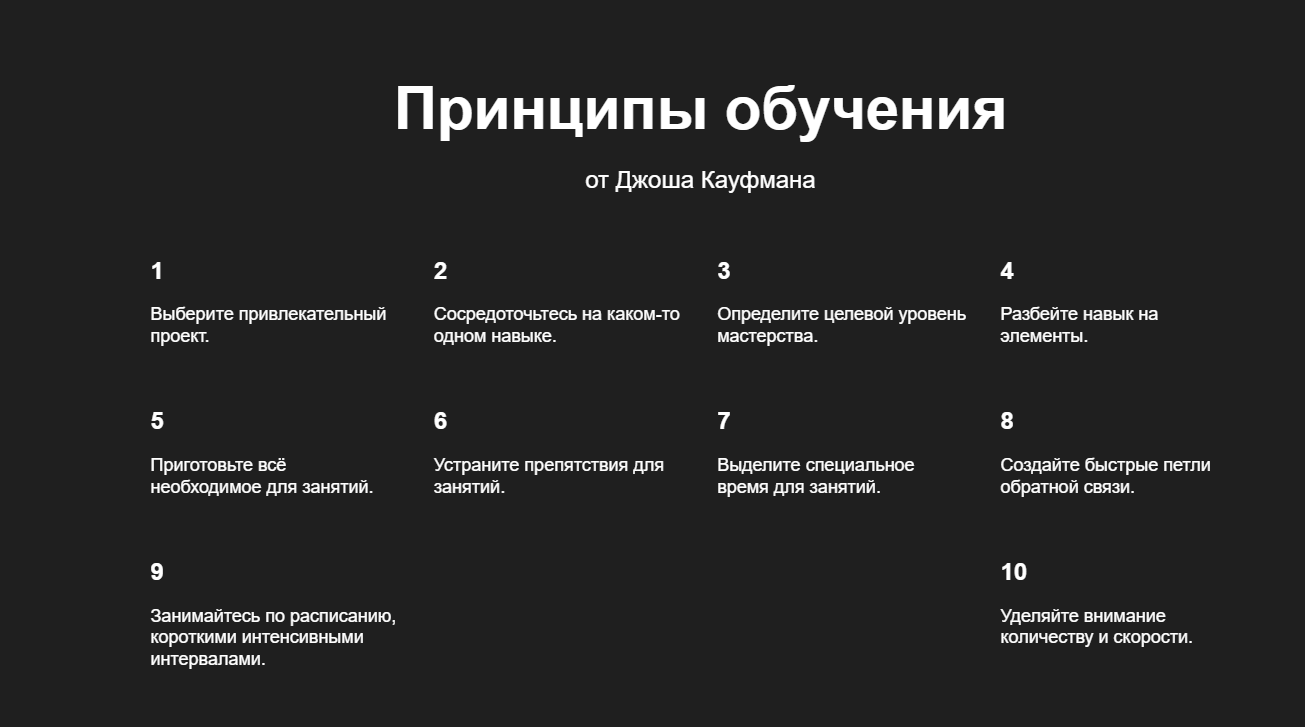 Принципы обучения
от Джоша Кауфмана
1
Выберите привлекательный
проект.
2
Сосредоточьтесь на каком-то
одном навыке.
3
Определите целевой уровень
мастерства.
4
Разбейте навык на
элементы.
5
Приготовьте всё
необходимое для занятий.
6
Устраните препятствия для
занятий.
7
Выделите специальное
время для занятий.
8
Создайте быстрые петли
обратной связи.
9
Занимайтесь по расписанию,
короткими интенсивными
интервалами.
10
Уделяйте внимание
количеству и скорости.